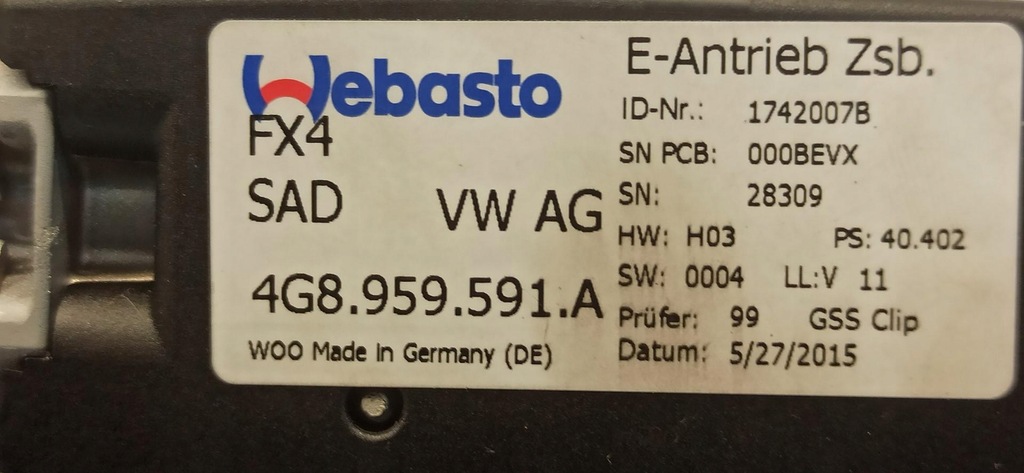 Webasto
FX4
SAD VW AG
4G8.959.591.A
WOO Made in Germany (DE)
E-Antrieb Zsb.
ID-Nr.: 1742007B
SN PCB: 000BEVX
SN: 28309
HW: H03 PS: 40.402
SW: 0004 LL:V 11
Prüfer: 99 GSS Clip
Datum: 5/27/2015